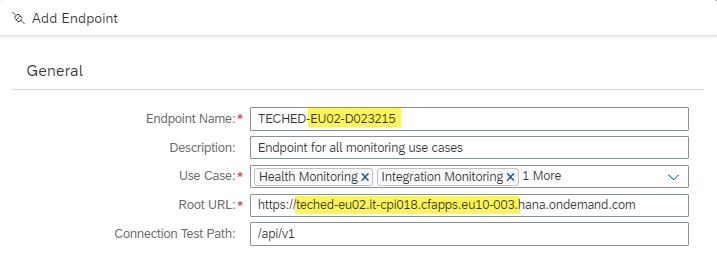 Add Endpoint
General
Endpoint Name:* TECHED-EU02-D023215
Description: Endpoint for all monitoring use cases
Use Case:* Health Monitoring Integration Monitoring 1 More
Root URL:* https://teched-eu02.it-cpi018.cfapps.eu10-003.hana.ondemand.com
Connection Test Path: /api/v1